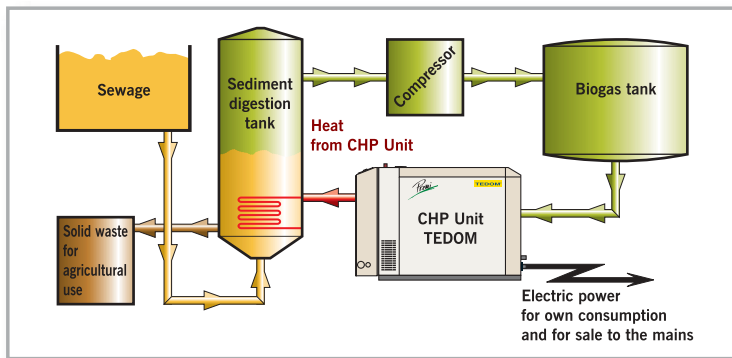 Sewage
Sediment
digestion
tank
Compressor
Biogas tank
Heat
from CHP Unit
Premi
TEDOM
CHP Unit
TEDOM
Solid waste
for
agricultural
use
Electric power
for own consumption
and for sale to the mains